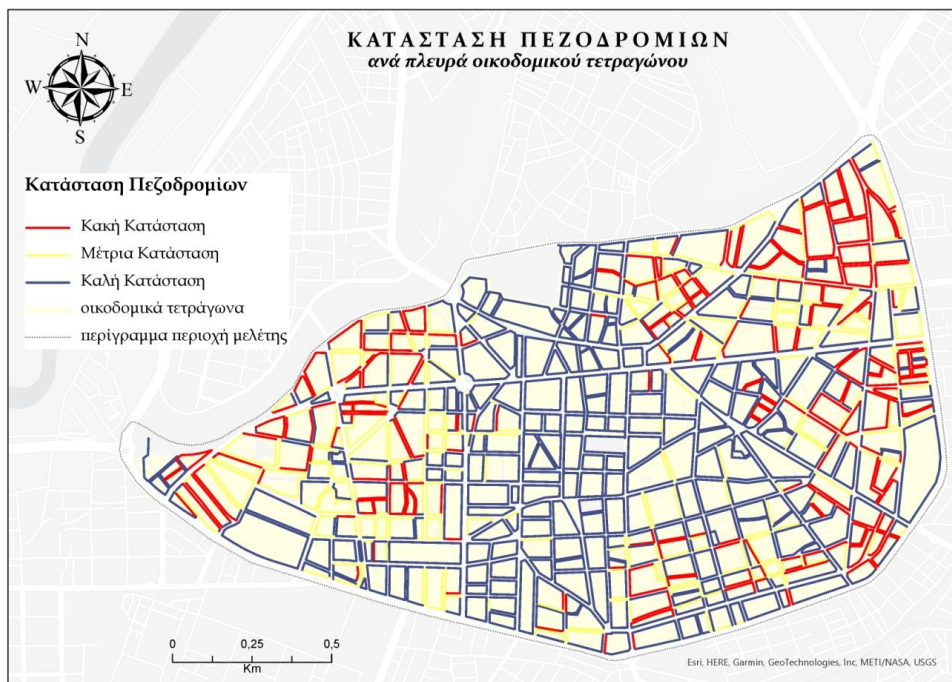 ΚΑΤΑΣΤΑΣΗ ΠΕΖΟΔΡΟΜΙΩΝ
ανά πλευρά οικοδομικού τετραγώνου
N
W E
S
Κατάσταση Πεζοδρομίων
Κακή Κατάσταση
Μέτρια Κατάσταση
Καλή Κατάσταση
οικοδομικά τετράγωνα
περίγραμμα περιοχή μελέτης
0 0,25 0,5
Km
Esri, HERE, Garmin, GeoTechnologies, Inc, METI/NASA, USGS